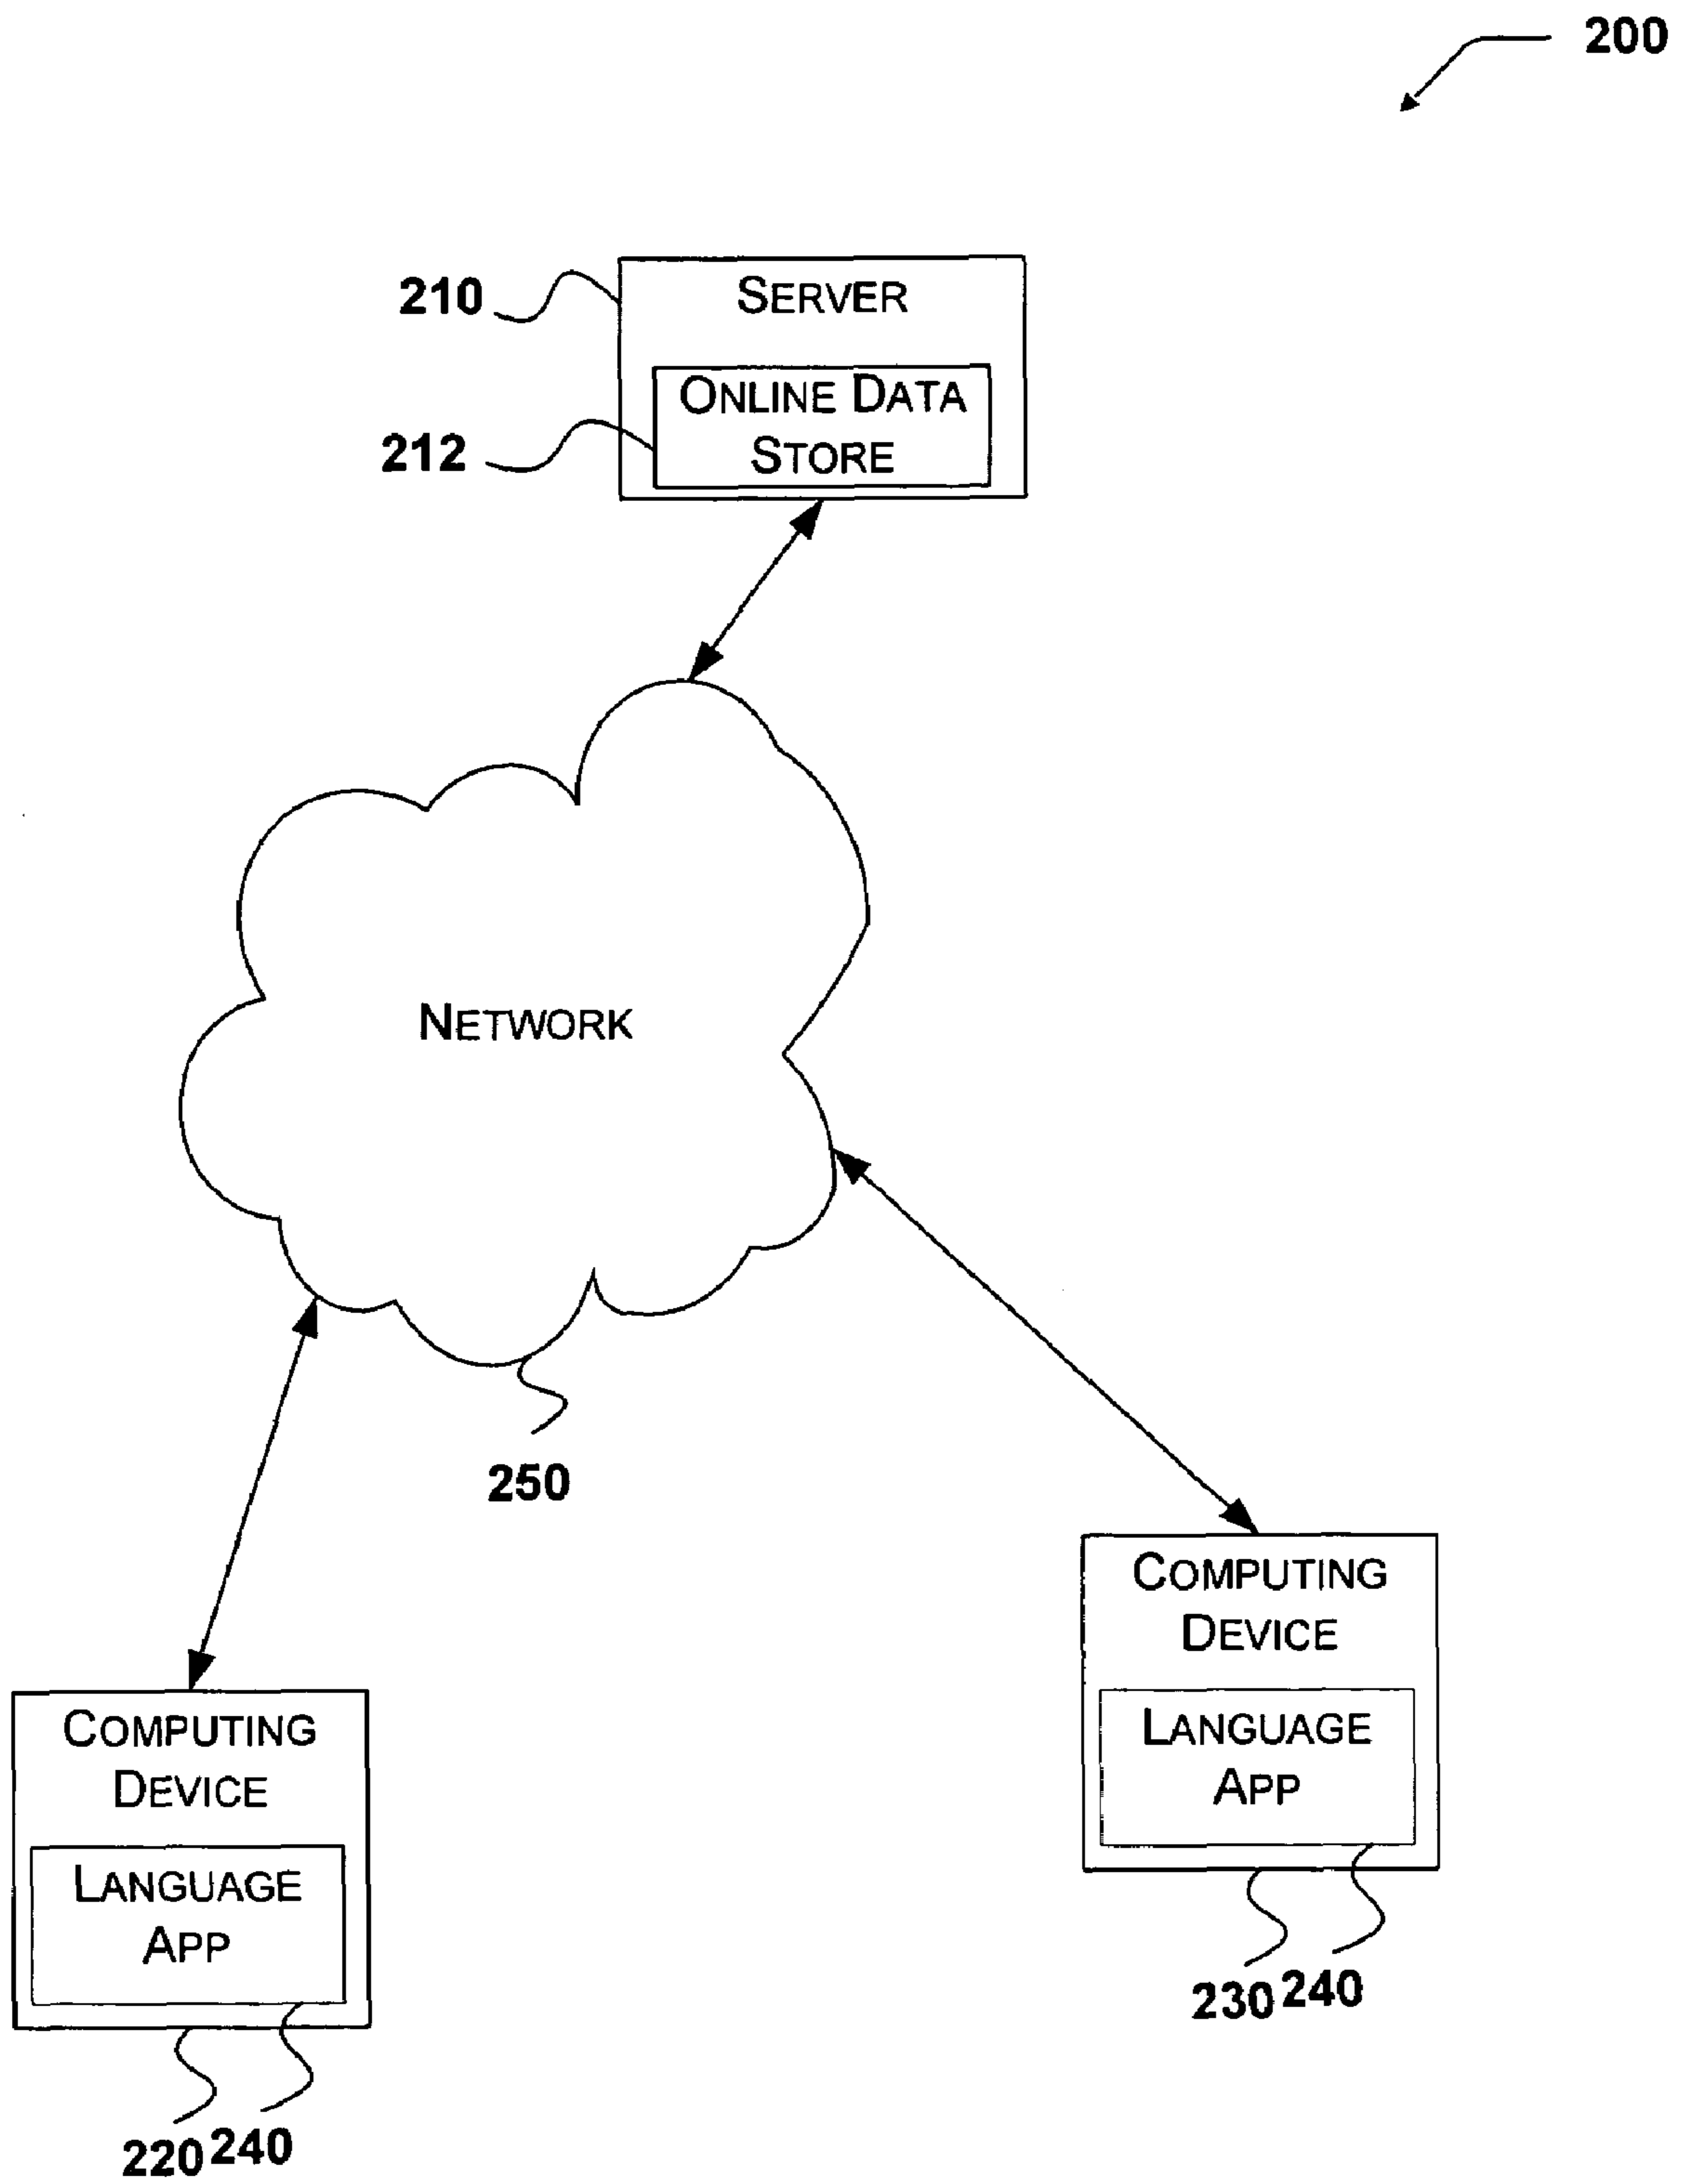 200
210
SERVER
ONLINE DATA
STORE
212
NETWORK
250
COMPUTING
DEVICE
LANGUAGE
APP
230 240
COMPUTING
DEVICE
LANGUAGE
APP
220 240